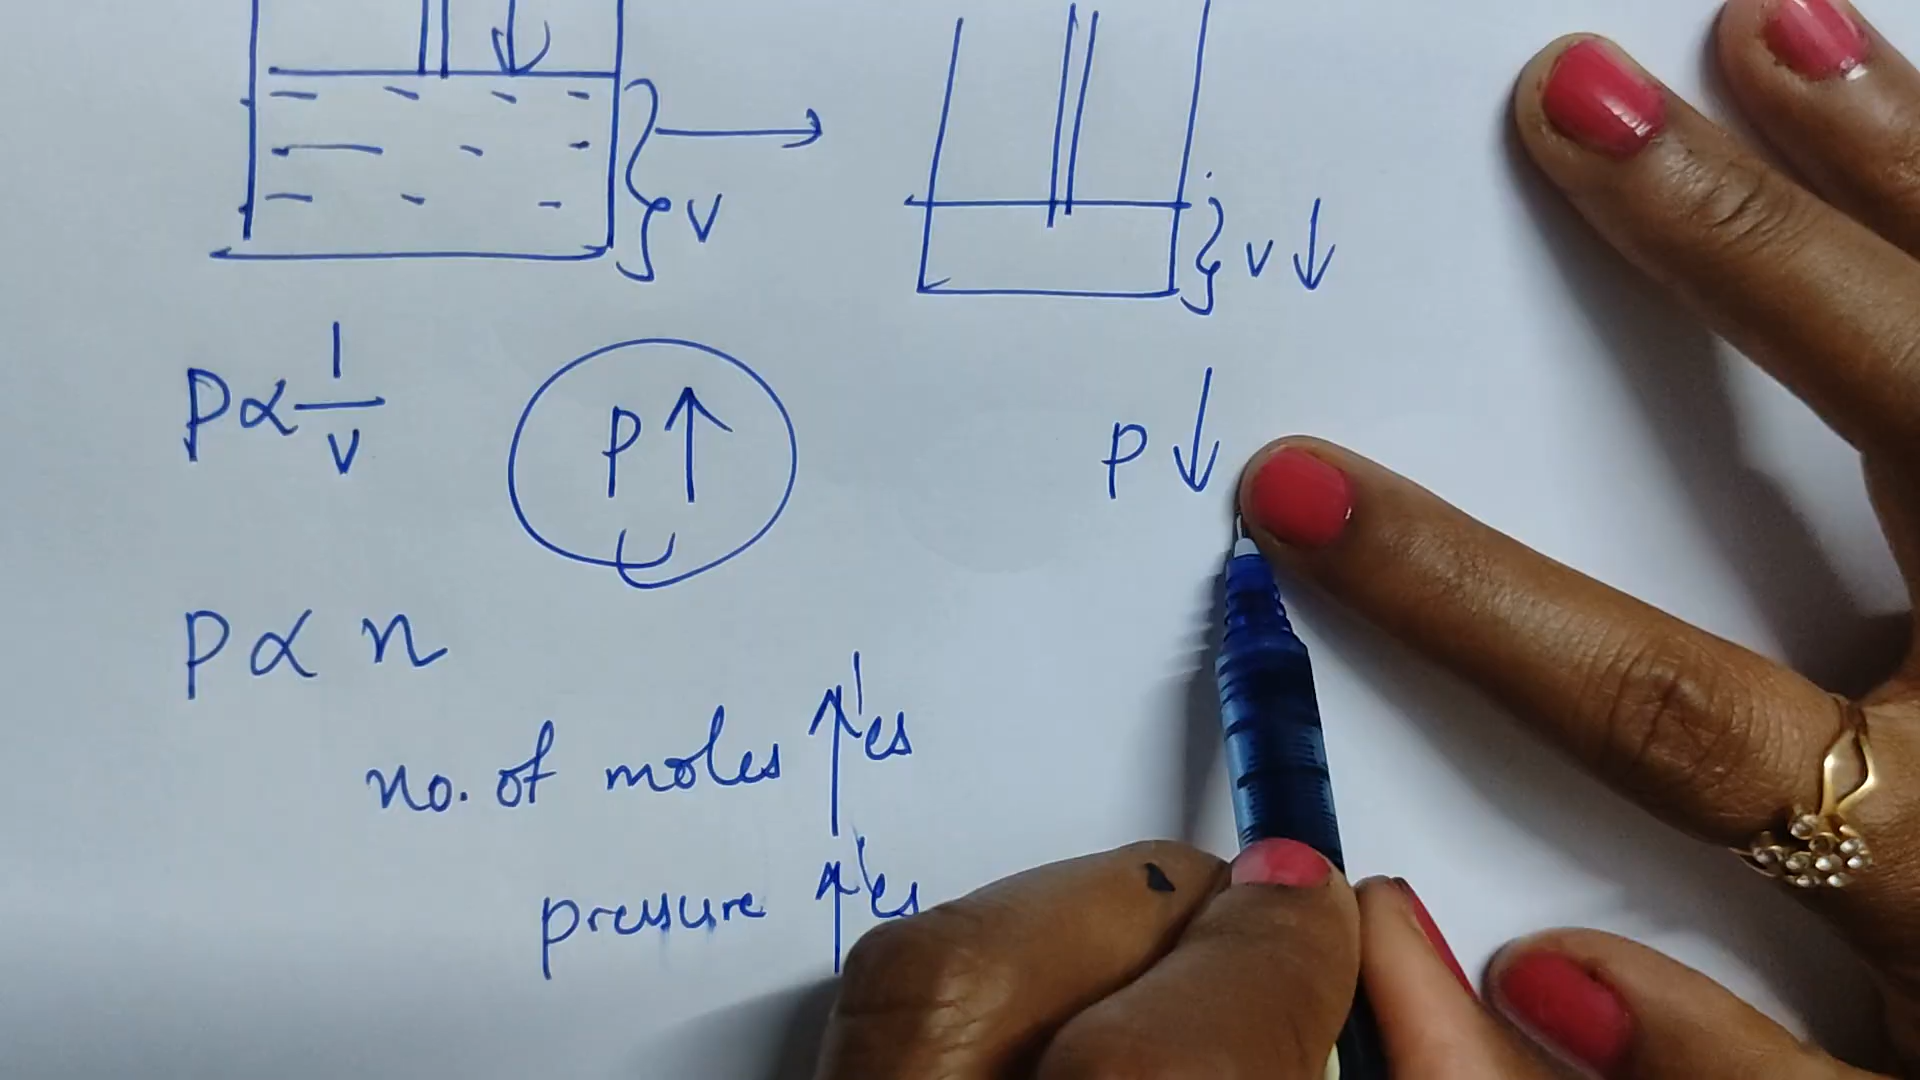 V
V ↓
P ∝ 1/V
P ↑
P ↓
P ∝ n
no. of moles ↑'es
pressure ↑'es